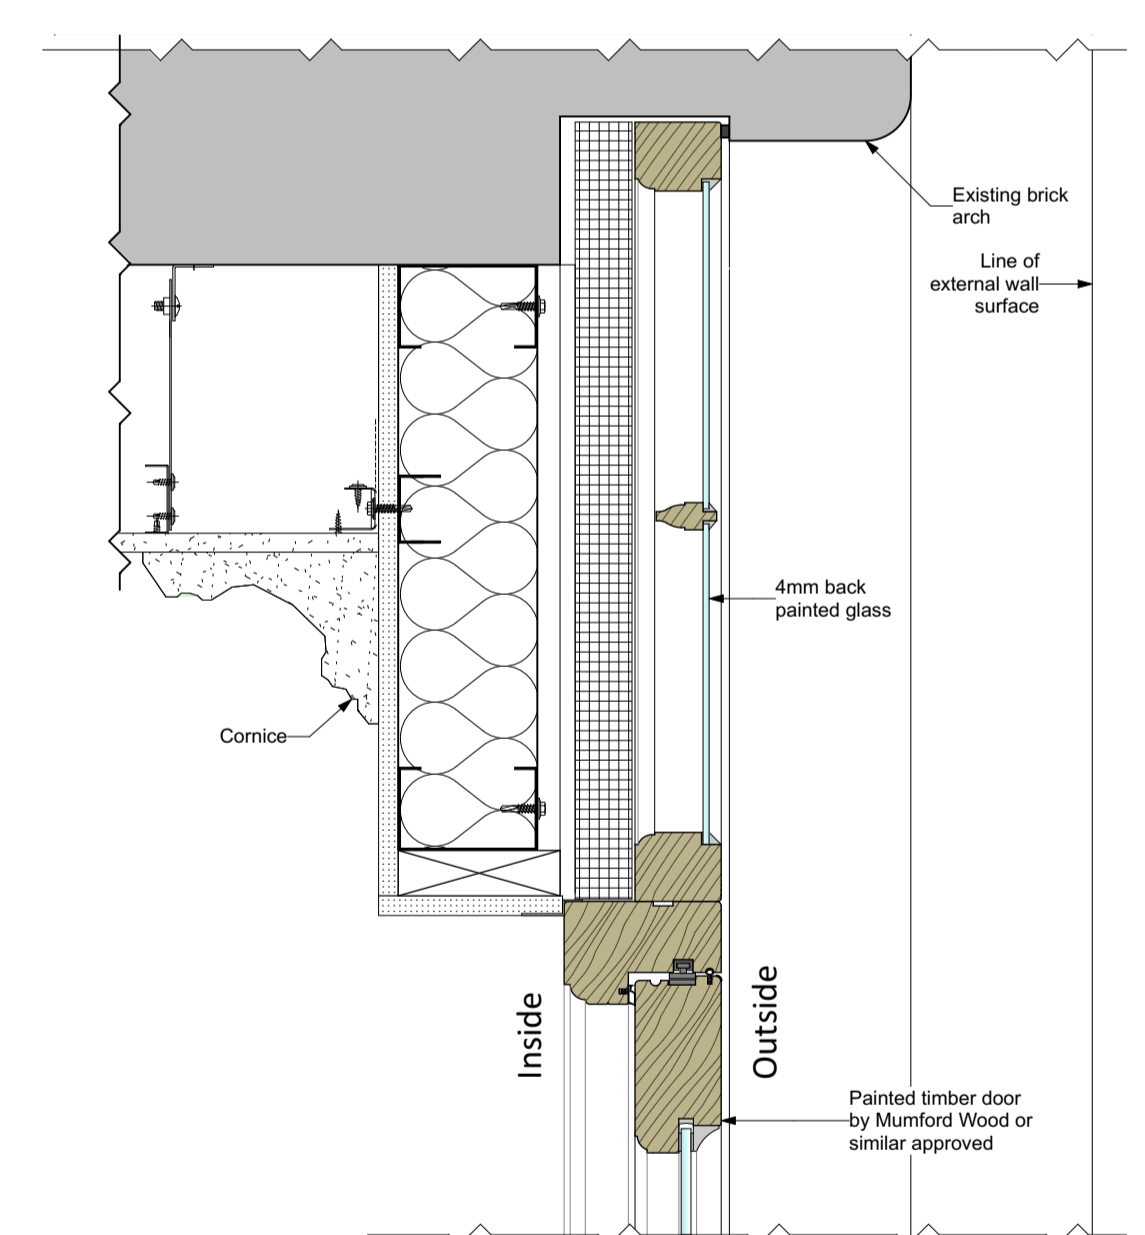 Existing brick
arch
Line of
external wall
surface
4mm back
painted glass
Cornice
Inside
Outside
Painted timber door
by Mumford Wood or
similar approved